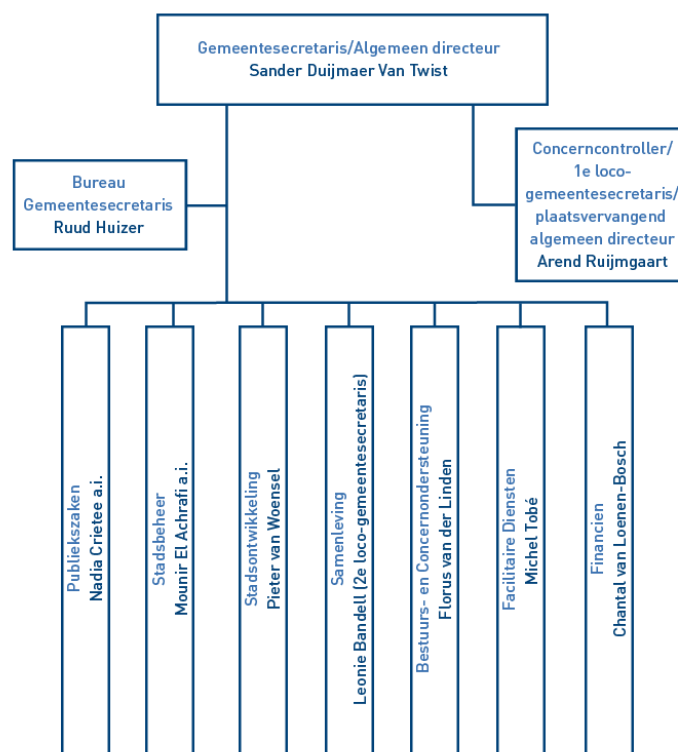 Gemeentesecretaris/Algemeen directeur
Sander Duijmaer Van Twist
Bureau
Gemeentesecretaris
Ruud Huizer
Concerncontroller/
1e loco-
gemeentesecretaris/
plaatsvervangend
algemeen directeur
Arend Ruijmgaart
Publiekszaken
Nadia Crietee a.i.
Stadsbeheer
Mounir El Achrafi a.i.
Stadsontwikkeling
Pieter van Woensel
Samenleving
Leonie Bandell (2e loco-gemeentesecretaris)
Bestuurs- en Concernondersteuning
Florus van der Linden
Facilitaire Diensten
Michel Tobé
Financien
Chantal van Loenen-Bosch